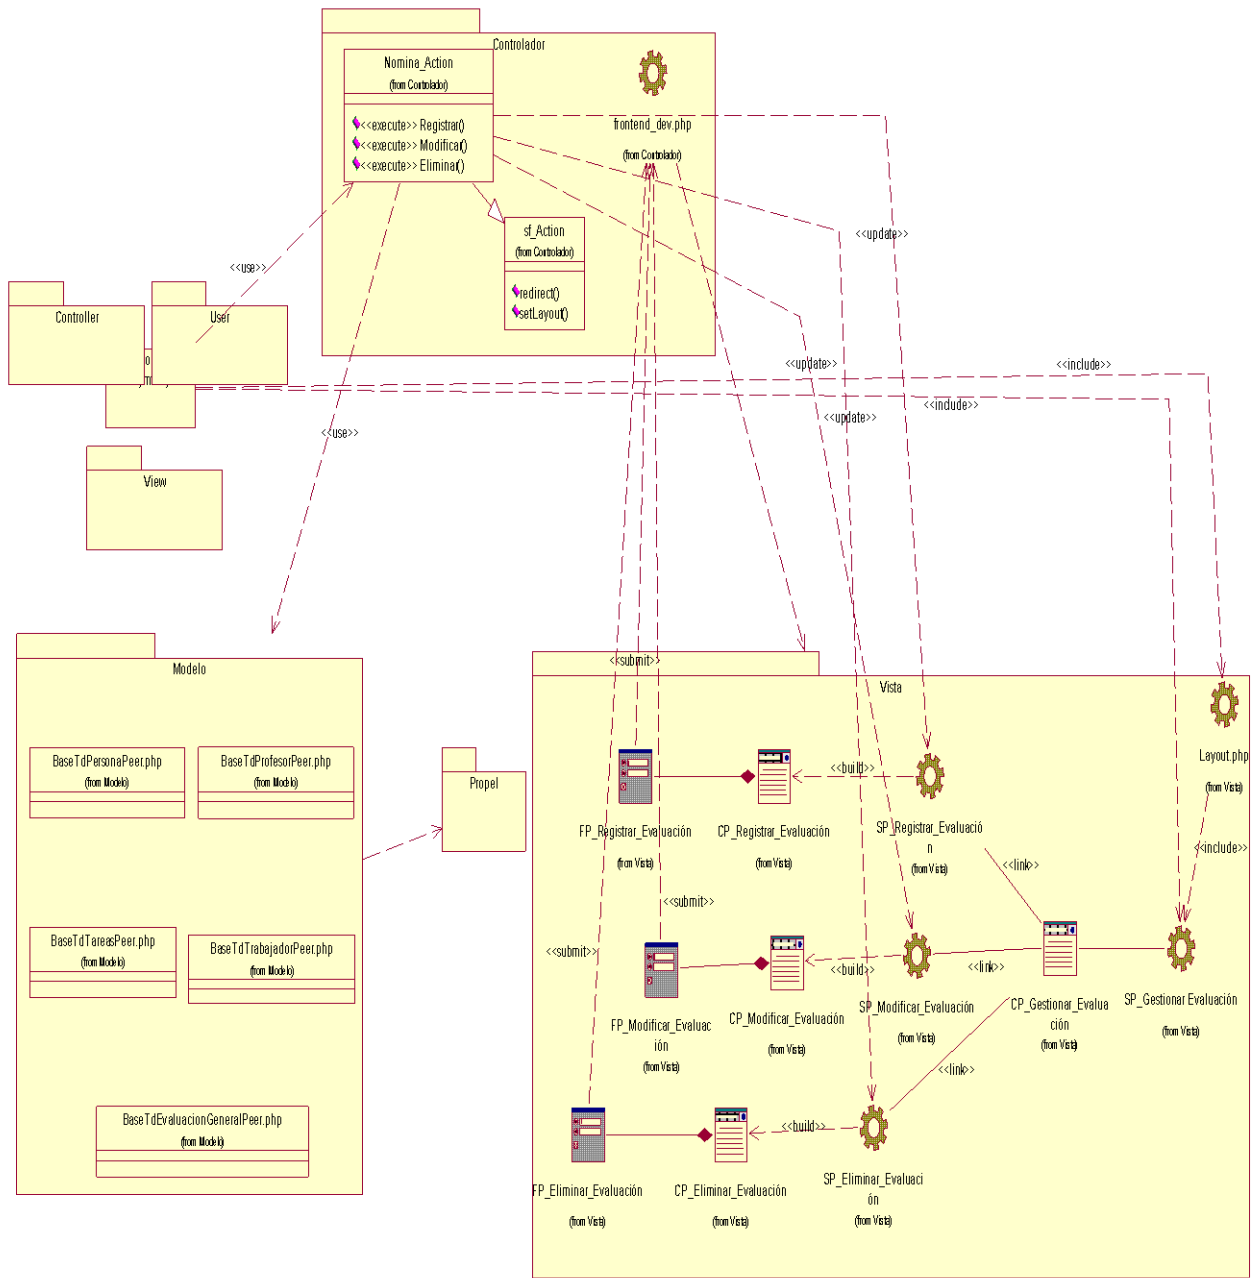 Controlador
Nomina_Action
(from Controlador)
<<execute>> Registrar()
<<execute>> Modificar()
<<execute>> Eliminar()
frontend_dev.php
(from Controlador)
sf_Action
(from Controlador)
redirect()
setLayout()
<<update>>
<<use>>
Controller
User
<<update>>
<<include>>
<<include>>
<<update>>
<<use>>
View
Modelo
BaseTdPersonaPeer.php
(from Modelo)
BaseTdProfesorPeer.php
(from Modelo)
BaseTdTareasPeer.php
(from Modelo)
BaseTdTrabajadorPeer.php
(from Modelo)
BaseTdEvaluacionGeneralPeer.php
(from Modelo)
Propel
Vista
<<submit>>
Layout.php
(from Vista)
<<build>>
FP_Registrar_Evaluación
(from Vista)
CP_Registrar_Evaluación
(from Vista)
SP_Registrar_Evaluació
n
(from Vista)
<<include>>
<<link>>
<<submit>>
<<submit>>
<<build>>
<<link>>
FP_Modificar_Evaluac
ión
(from Vista)
CP_Modificar_Evaluación
(from Vista)
SP_Modificar_Evaluación
(from Vista)
CP_Gestionar_Evalua
ción
(from Vista)
SP_Gestionar Evaluación
(from Vista)
<<link>>
<<build>>
FP_Eliminar_Evaluación
(from Vista)
CP_Eliminar_Evaluación
(from Vista)
SP_Eliminar_Evaluaci
ón
(from Vista)